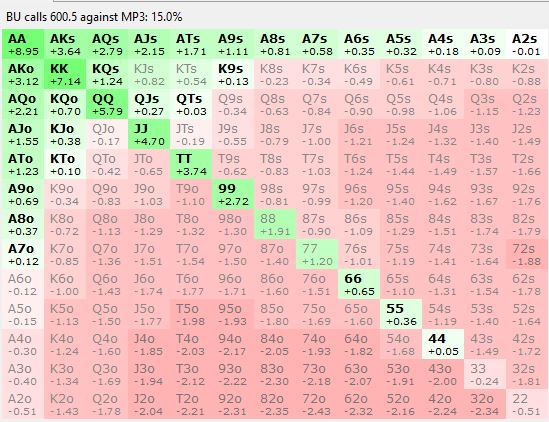 BU calls 600.5 against MP3: 15.0%
AA AKs AQs AJs ATs A9s A8s A7s A6s A5s A4s A3s A2s
+8.95 +3.64 +2.79 +2.15 +1.71 +1.11 +0.81 +0.58 +0.35 +0.32 +0.18 +0.09 -0.01
AKo KK KQs KJs KTs K9s K8s K7s K6s K5s K4s K3s K2s
+3.12 +7.14 +1.24 +0.82 +0.54 +0.13 -0.23 -0.34 -0.49 -0.61 -0.71 -0.80 -0.88
AQo KQo QQ QJs QTs Q9s Q8s Q7s Q6s Q5s Q4s Q3s Q2s
+2.21 +0.70 +5.79 +0.27 +0.03 -0.34 -0.63 -0.84 -0.90 -0.98 -1.06 -1.15 -1.23
AJo KJo QJo JJ JTs J9s J8s J7s J6s J5s J4s J3s J2s
+1.55 +0.38 -0.17 +4.70 -0.19 -0.55 -0.79 -1.00 -1.21 -1.24 -1.32 -1.40 -1.49
ATo KTo QTo JTo TT T9s T8s T7s T6s T5s T4s T3s T2s
+1.23 +0.10 -0.42 -0.65 +3.74 -0.62 -0.83 -1.03 -1.24 -1.44 -1.49 -1.57 -1.66
A9o K9o Q9o J9o T9o 99 98s 97s 96s 95s 94s 93s 92s
+0.69 -0.34 -0.83 -1.03 -1.10 +2.72 -0.81 -0.99 -1.20 -1.40 -1.62 -1.67 -1.76
A8o K8o Q8o J8o T8o 98o 88 87s 86s 85s 84s 83s 82s
+0.37 -0.72 -1.13 -1.29 -1.32 -1.30 +1.91 -0.90 -1.09 -1.29 -1.51 -1.74 -1.79
A7o K7o Q7o J7o T7o 97o 87o 77 76s 75s 74s 73s 72s
+0.12 -0.85 -1.36 -1.51 -1.54 -1.50 -1.40 +1.20 -1.01 -1.19 -1.41 -1.64 -1.88
A6o K6o Q6o J6o T6o 96o 86o 76o 66 65s 64s 63s 62s
-0.12 -1.00 -1.43 -1.74 -1.77 -1.71 -1.60 -1.51 +0.65 -1.10 -1.31 -1.54 -1.78
A5o K5o Q5o J5o T5o 95o 85o 75o 65o 55 54s 53s 52s
-0.15 -1.13 -1.50 -1.77 -1.98 -1.93 -1.80 -1.69 -1.60 +0.36 -1.19 -1.40 -1.64
A4o K4o Q4o J4o T4o 94o 84o 74o 64o 54o 44 43s 42s
-0.30 -1.24 -1.60 -1.85 -2.03 -2.17 -2.05 -1.93 -1.82 -1.68 +0.05 -1.49 -1.72
A3o K3o Q3o J3o T3o 93o 83o 73o 63o 53o 43o 33 32s
-0.40 -1.34 -1.69 -1.94 -2.12 -2.22 -2.30 -2.18 -2.07 -1.91 -2.00 -0.24 -1.81
A2o K2o Q2o J2o T2o 92o 82o 72o 62o 52o 42o 32o 22
-0.51 -1.43 -1.78 -2.04 -2.21 -2.31 -2.35 -2.43 -2.32 -2.16 -2.24 -2.34 -0.51